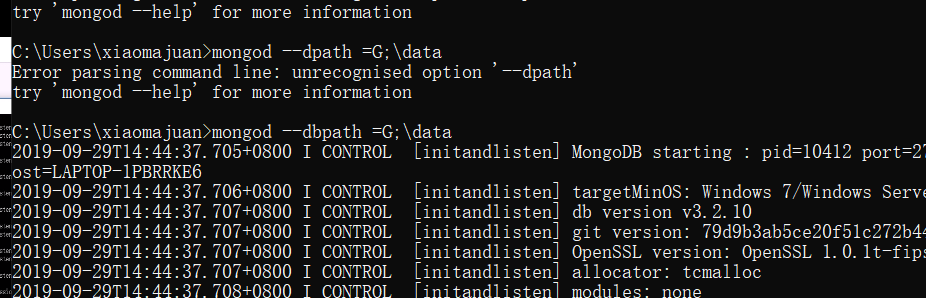 try 'mongod --help' for more information
C:\Users\xiaomajuan>mongod --dpath =G;\data
Error parsing command line: unrecognised option '--dpath'
try 'mongod --help' for more information
C:\Users\xiaomajuan>mongod --dbpath =G;\data
2019-09-29T14:44:37.705+0800 I CONTROL  [initandlisten] MongoDB starting : pid=10412 port=27
ost=LAPTOP-1PBRRKE6
2019-09-29T14:44:37.706+0800 I CONTROL  [initandlisten] targetMinOS: Windows 7/Windows Serve
2019-09-29T14:44:37.707+0800 I CONTROL  [initandlisten] db version v3.2.10
2019-09-29T14:44:37.707+0800 I CONTROL  [initandlisten] git version: 79d9b3ab5ce20f51c272b44
2019-09-29T14:44:37.707+0800 I CONTROL  [initandlisten] OpenSSL version: OpenSSL 1.0.1t-fips
2019-09-29T14:44:37.707+0800 I CONTROL  [initandlisten] allocator: tcmalloc
2019-09-29T14:44:37.708+0800 I CONTROL  [initandlisten] modules: none